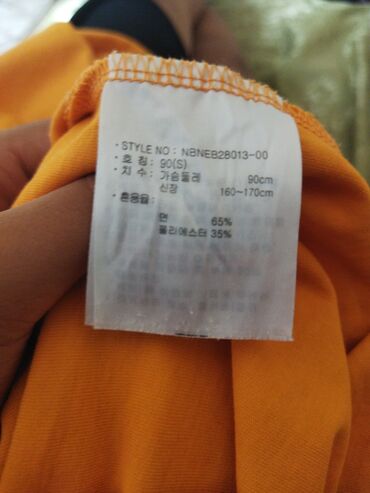 · STYLE NO : NBNEB28013-00
· 호 칭 : 90(S)
· 치 수 : 가슴둘레 90cm
신장 160~170cm
· 혼용율 :
면 65%
폴리에스터 35%